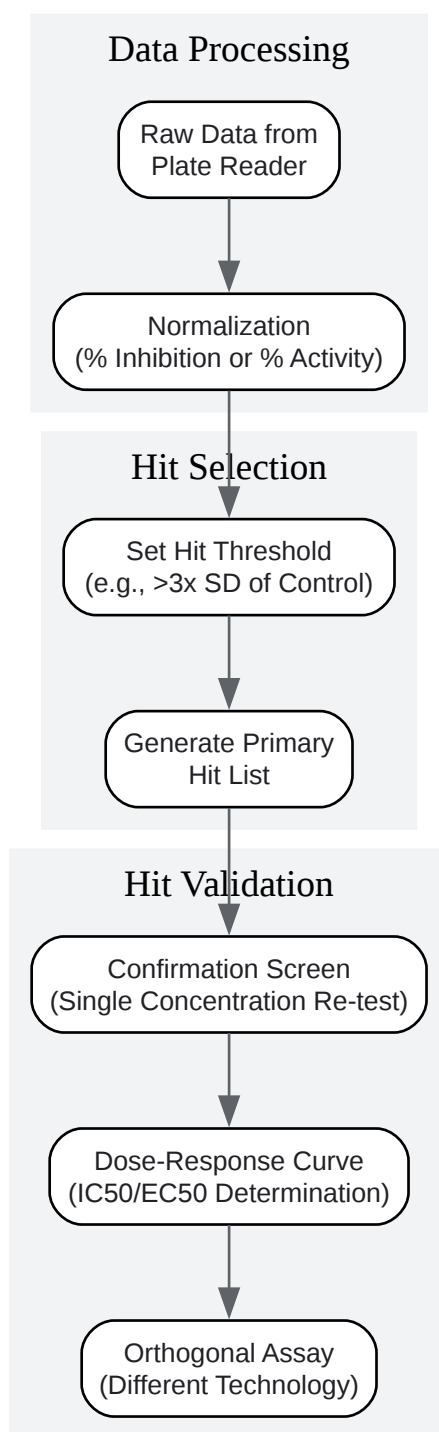 Data Processing
Raw Data from
Plate Reader
Normalization
(% Inhibition or % Activity)
Hit Selection
Set Hit Threshold
(e.g., >3x SD of Control)
Generate Primary
Hit List
Hit Validation
Confirmation Screen
(Single Concentration Re-test)
Dose-Response Curve
(IC50/EC50 Determination)
Orthogonal Assay
(Different Technology)